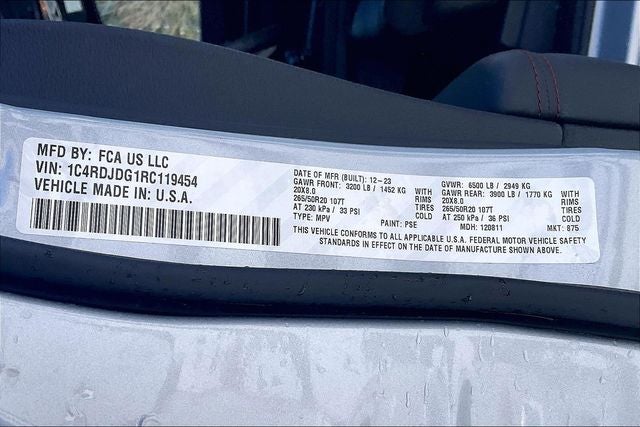 MFD BY: FCA US LLC
VIN: 1C4RDJDG1RC119454
VEHICLE MADE IN: U.S.A.
DATE OF MFR (BUILT): 12-23 GVWR: 6500 LB / 2949 KG
GAWR FRONT: 3200 LB / 1452 KG WITH GAWR REAR: 3900 LB / 1770 KG WITH
20X8.0 RIMS 20X8.0 RIMS
265/50R20 107T TIRES 265/50R20 107T TIRES
AT 230 kPa / 33 PSI COLD AT 250 kPa / 36 PSI COLD
TYPE: MPV PAINT: PSE MDH: 120811 MKT: 875
THIS VEHICLE CONFORMS TO ALL APPLICABLE U.S.A. FEDERAL MOTOR VEHICLE SAFETY
STANDARDS IN EFFECT ON THE DATE OF MANUFACTURE SHOWN ABOVE.